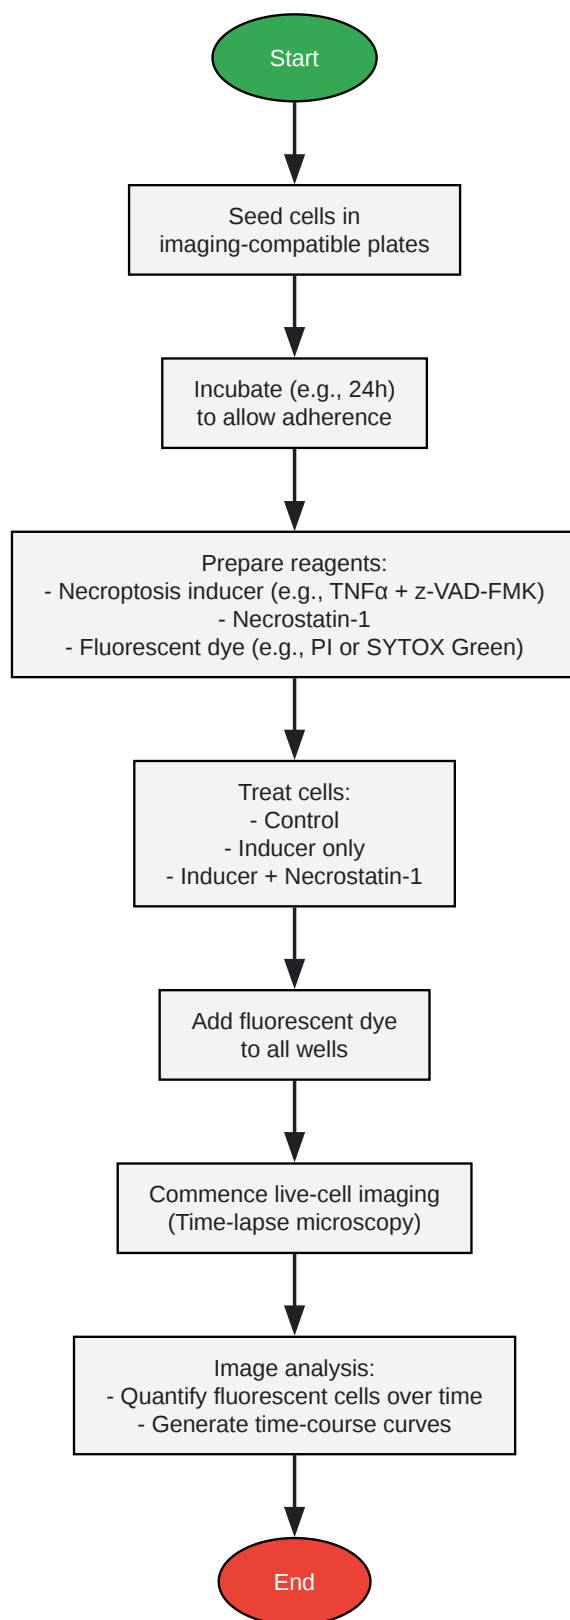 Start
Seed cells in
imaging-compatible plates
Incubate (e.g., 24h)
to allow adherence
Prepare reagents:
- Necroptosis inducer (e.g., TNFα + z-VAD-FMK)
- Necrostatin-1
- Fluorescent dye (e.g., PI or SYTOX Green)
Treat cells:
- Control
- Inducer only
- Inducer + Necrostatin-1
Add fluorescent dye
to all wells
Commence live-cell imaging
(Time-lapse microscopy)
Image analysis:
- Quantify fluorescent cells over time
- Generate time-course curves
End